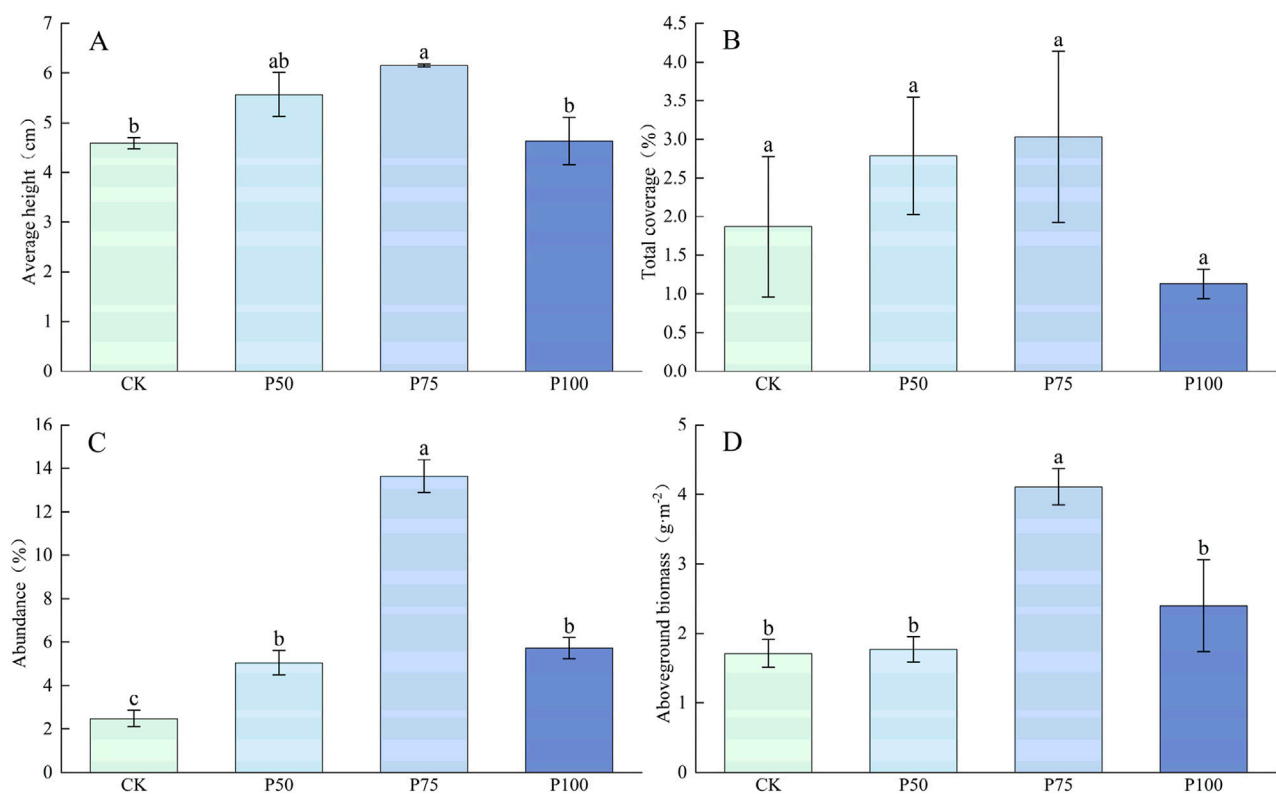 A
Average height（cm）
7
6
5
4
3
2
1
0
b
ab
a
b
CK P50 P75 P100
B
Total coverage（%）
4.5
4.0
3.5
3.0
2.5
2.0
1.5
1.0
0.5
0.0
a
a
a
a
CK P50 P75 P100
C
Abundance（%）
16
14
12
10
8
6
4
2
0
c
b
a
b
CK P50 P75 P100
D
Aboveground biomass（g·m⁻²）
5
4
3
2
1
0
b
b
a
b
CK P50 P75 P100